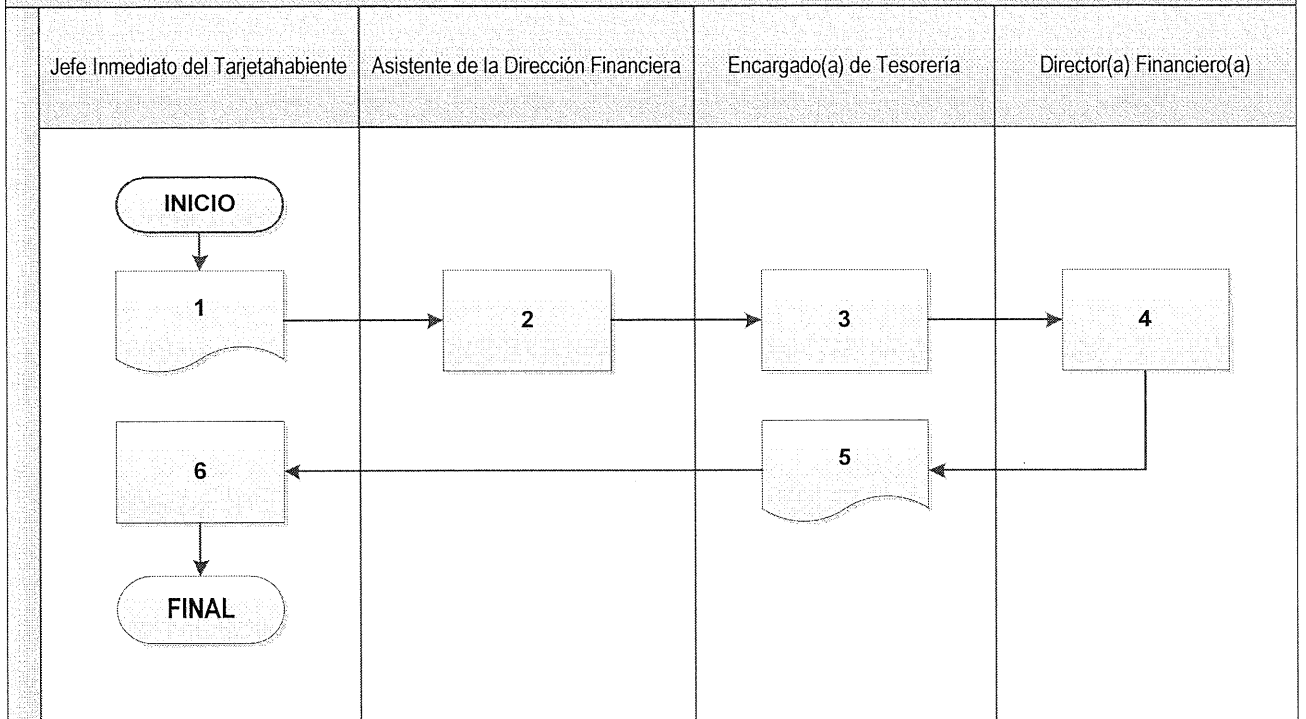 Jefe Inmediato del Tarjetahabiente
Asistente de la Dirección Financiera
Encargado(a) de Tesorería
Director(a) Financiero(a)
INICIO
1
2
3
4
6
5
FINAL